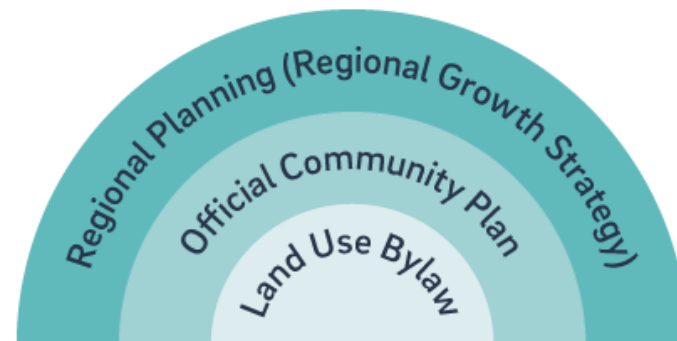 Regional Planning (Regional Growth Strategy)
Official Community Plan
Land Use Bylaw